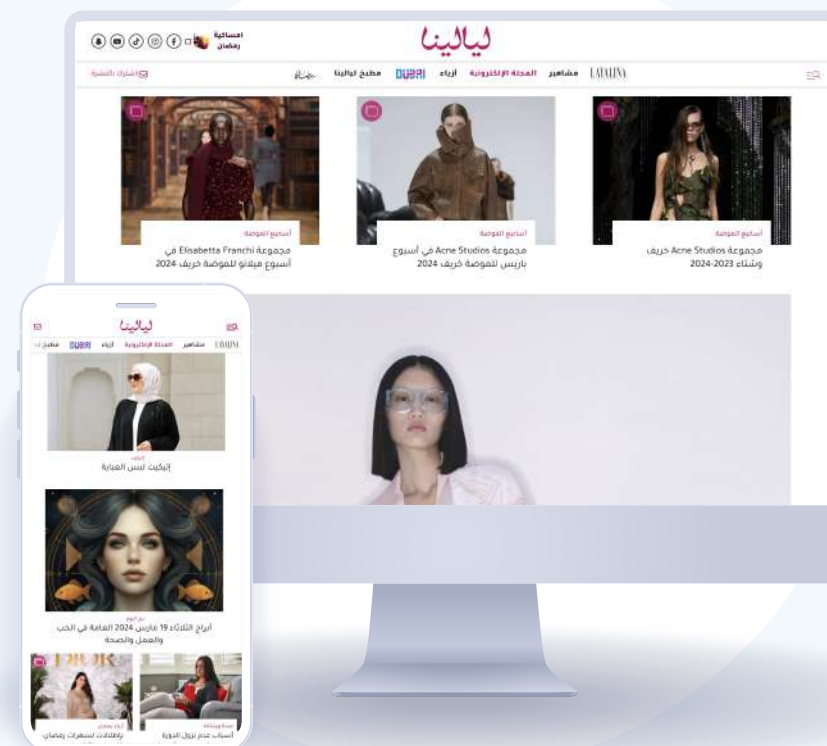 امساكية
رمضان
ليالينا
اشترك بالنشرة
LAYALINA مشاهير المجلة الإلكترونية أزياء DUBAI مطبخ ليالينا
أسابيع الموضة
مجموعة Acne Studios خريف
وشتاء 2023-2024
أسابيع الموضة
مجموعة Acne Studios في أسبوع
باريس للموضة خريف 2024
أسابيع الموضة
مجموعة Elisabetta Franchi في
أسبوع ميلانو للموضة خريف 2024
ليالينا
LAYALINA مشاهير المجلة الإلكترونية أزياء DUBAI مطبخ
إتيكيت
إتيكيت لبس العباية
أبراج الثلاثاء 19 مارس 2024 العامة في الحب
والعمل والصحة
DIOR
أسباب عدم نزول الدورة
إطلالات لسهرات رمضان